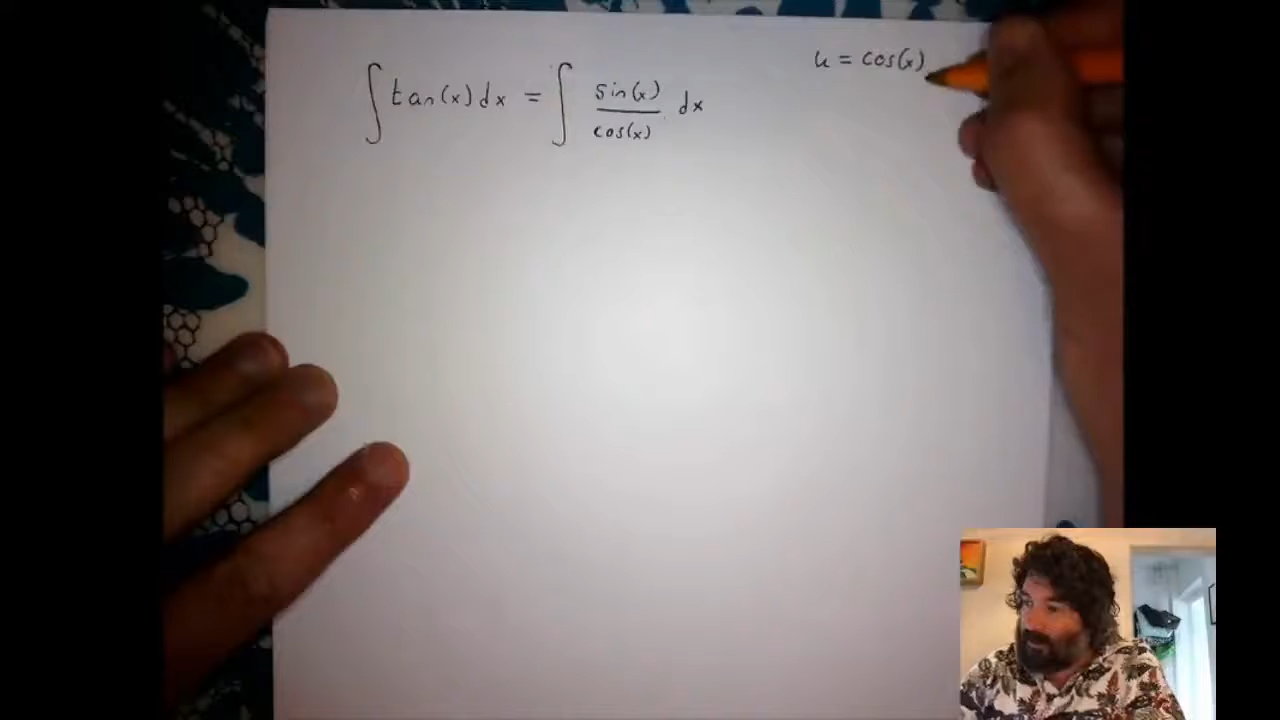 u = cos(x)
∫ tan(x) dx = ∫ sin(x)/cos(x) dx